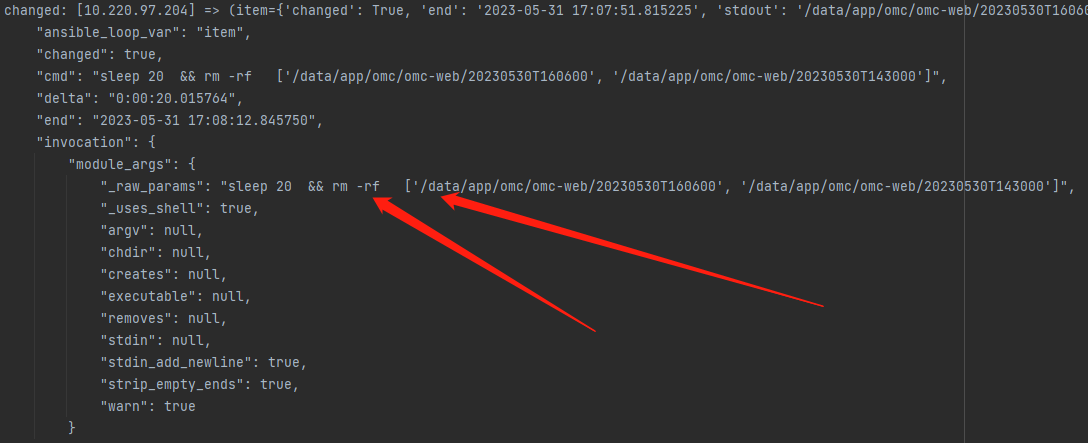 changed: [10.220.97.204] => (item={'changed': True, 'end': '2023-05-31 17:07:51.815225', 'stdout': '/data/app/omc/omc-web/20230530T16060
"ansible_loop_var": "item",
"changed": true,
"cmd": "sleep 20  && rm -rf   ['/data/app/omc/omc-web/20230530T160600', '/data/app/omc/omc-web/20230530T143000']",
"delta": "0:00:20.015764",
"end": "2023-05-31 17:08:12.845750",
"invocation": {
"module_args": {
"_raw_params": "sleep 20  && rm -rf   ['/data/app/omc/omc-web/20230530T160600', '/data/app/omc/omc-web/20230530T143000']",
"_uses_shell": true,
"argv": null,
"chdir": null,
"creates": null,
"executable": null,
"removes": null,
"stdin": null,
"stdin_add_newline": true,
"strip_empty_ends": true,
"warn": true
}